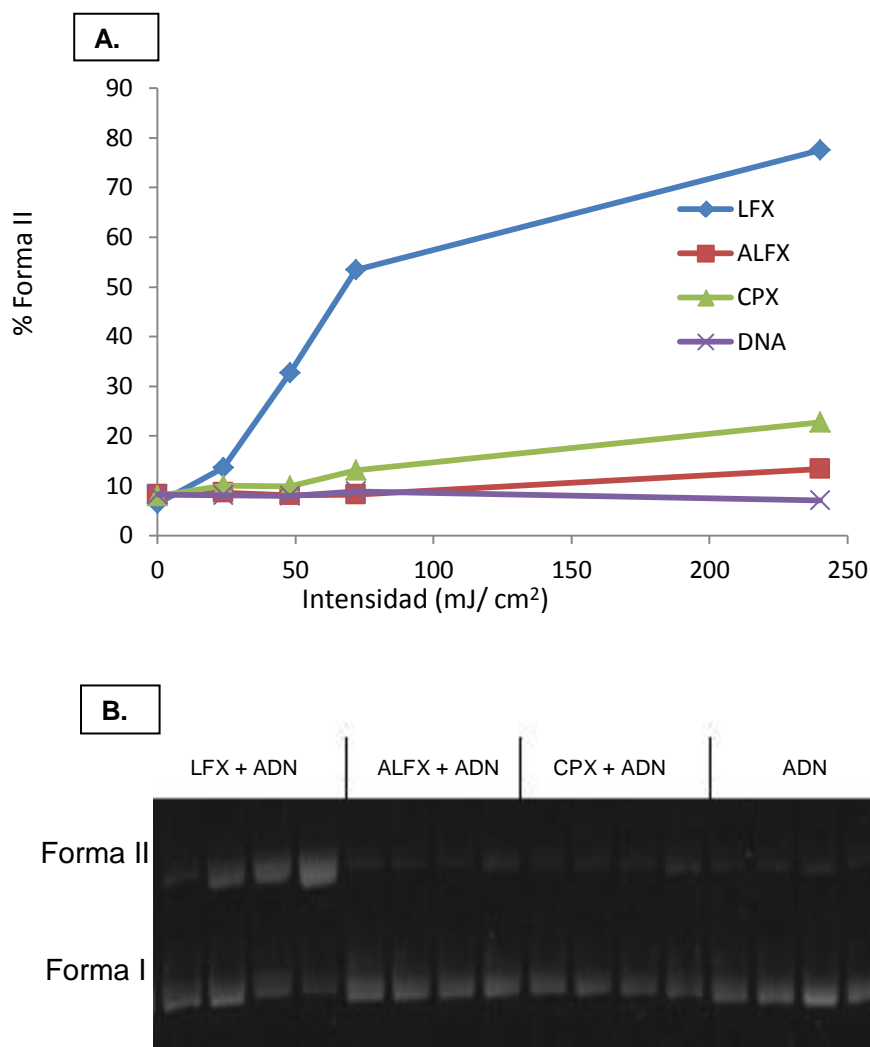 A.
90
80
70
60
50
40
30
20
10
0
% Forma II
LFX
ALFX
CPX
DNA
0 50 100 150 200 250
Intensidad (mJ/ cm²)
B.
LFX + ADN ALFX + ADN CPX + ADN ADN
Forma II
Forma I